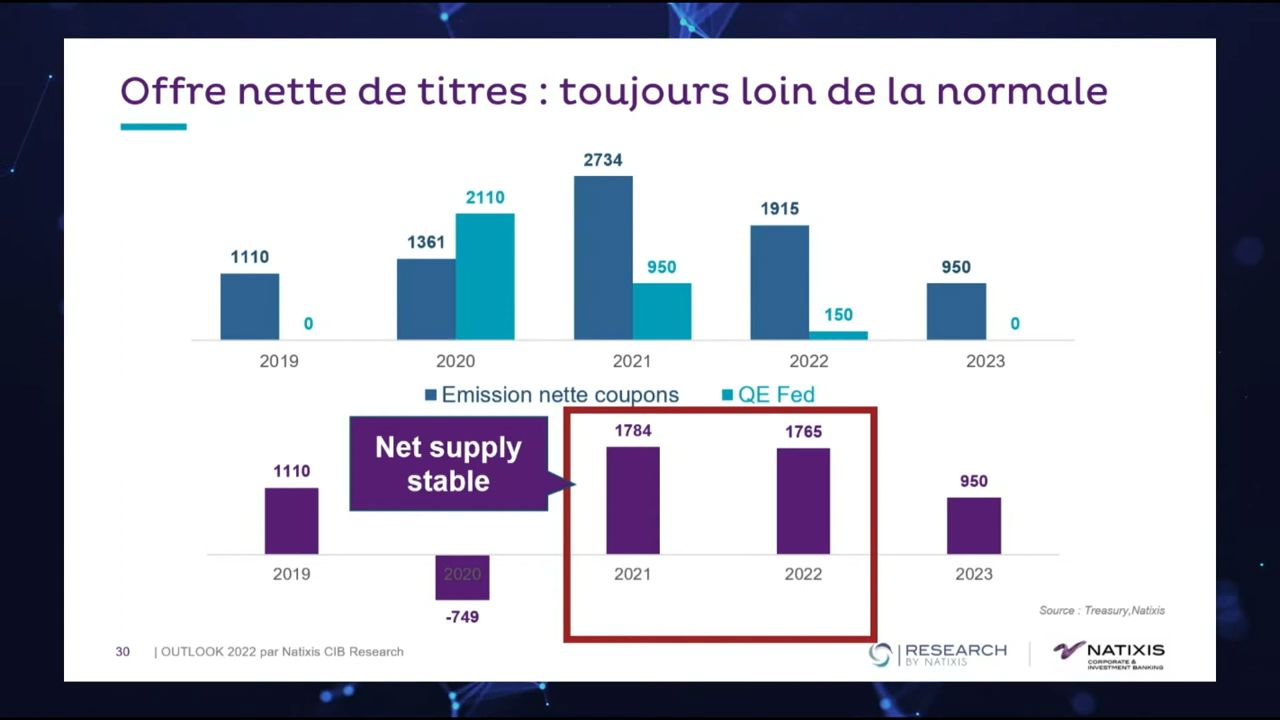 Offre nette de titres : toujours loin de la normale
2734
2110
1915
1361
1110
950
950
150
0
0
2019
2020
2021
2022
2023
Emission nette coupons
QE Fed
Net supply
stable
1784
1765
1110
950
2019
2020
2021
2022
2023
-749
Source : Treasury,Natixis
30
| OUTLOOK 2022 par Natixis CIB Research
RESEARCH
BY NATIXIS
NATIXIS
CORPORATE &
INVESTMENT BANKING